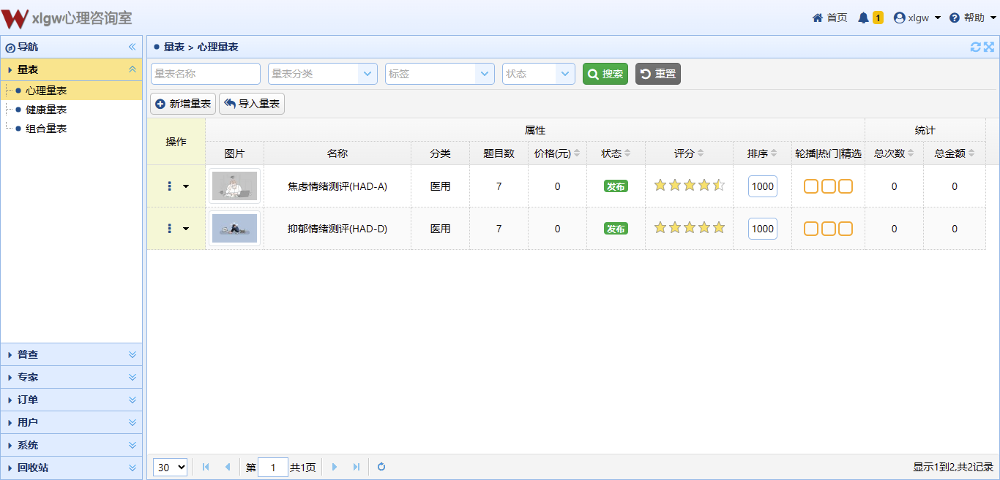 xlgw心理咨询室
首页 1 xlgw 帮助
导航
量表 > 心理量表
量表
心理量表
健康量表
组合量表
普查
专家
订单
用户
系统
回收站
量表名称 量表分类 标签 状态 搜索 重置
新增量表 导入量表
操作 属性 统计
图片 名称 分类 题目数 价格(元) 状态 评分 排序 轮播|热门|精选 总次数 总金额
焦虑情绪测评(HAD-A) 医用 7 0 发布 1000 0 0
抑郁情绪测评(HAD-D) 医用 7 0 发布 1000 0 0
30 第 1 共1页 显示1到2,共2记录